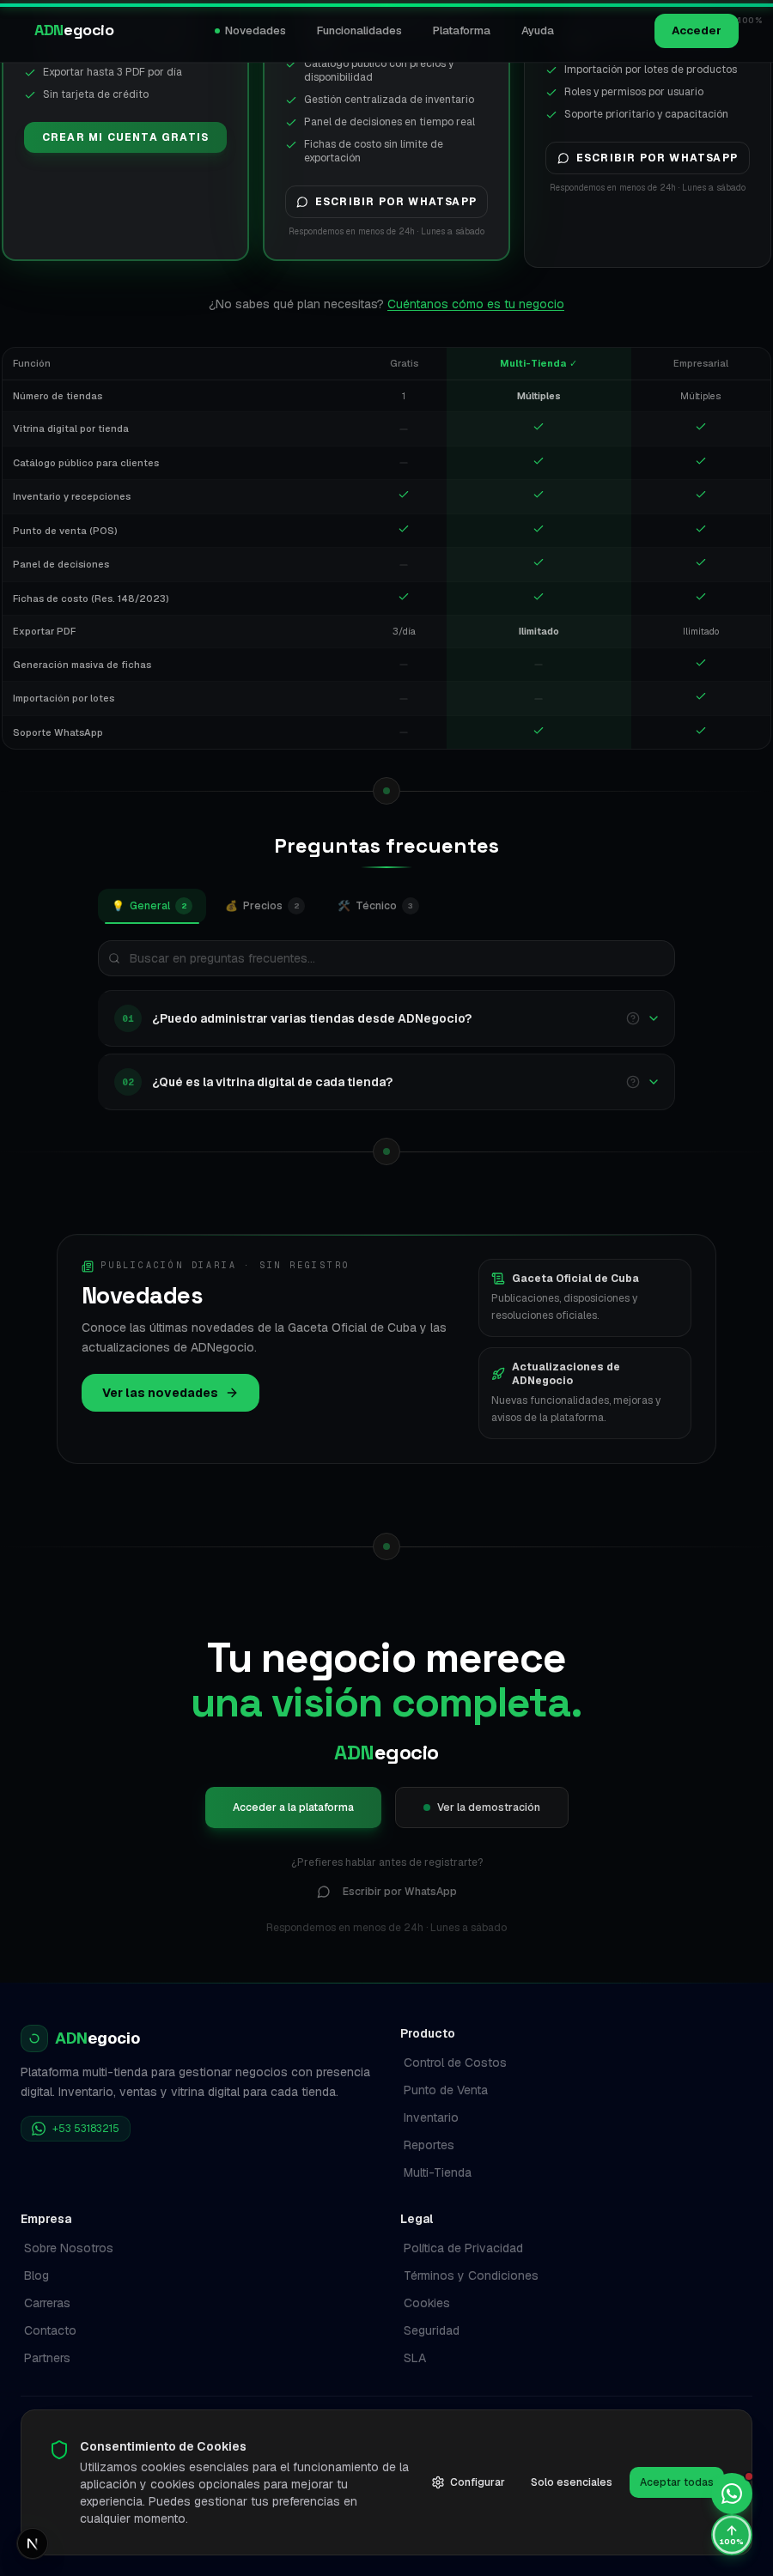 ADNegocio
Novedades
Funcionalidades
Plataforma
Ayuda
Acceder
100%
Exportar hasta 3 PDF por día
Sin tarjeta de crédito
CREAR MI CUENTA GRATIS
Catálogo público con precios y
disponibilidad
Gestión centralizada de inventario
Panel de decisiones en tiempo real
Fichas de costo sin límite de
exportación
ESCRIBIR POR WHATSAPP
Respondemos en menos de 24h · Lunes a sábado
Importación por lotes de productos
Roles y permisos por usuario
Soporte prioritario y capacitación
ESCRIBIR POR WHATSAPP
Respondemos en menos de 24h · Lunes a sábado
¿No sabes qué plan necesitas? Cuéntanos cómo es tu negocio
Función Gratis Multi-Tienda ✓ Empresarial
Número de tiendas 1 Múltiples Múltiples
Vitrina digital por tienda — ✓ ✓
Catálogo público para clientes — ✓ ✓
Inventario y recepciones ✓ ✓ ✓
Punto de venta (POS) ✓ ✓ ✓
Panel de decisiones — ✓ ✓
Fichas de costo (Res. 148/2023) ✓ ✓ ✓
Exportar PDF 3/día Ilimitado Ilimitado
Generación masiva de fichas — — ✓
Importación por lotes — — ✓
Soporte WhatsApp — ✓ ✓
Preguntas frecuentes
💡 General 2
💰 Precios 2
🛠️ Técnico 3
Buscar en preguntas frecuentes...
01 ¿Puedo administrar varias tiendas desde ADNegocio?
02 ¿Qué es la vitrina digital de cada tienda?
PUBLICACIÓN DIARIA · SIN REGISTRO
Novedades
Conoce las últimas novedades de la Gaceta Oficial de Cuba y las
actualizaciones de ADNegocio.
Ver las novedades
Gaceta Oficial de Cuba
Publicaciones, disposiciones y
resoluciones oficiales.
Actualizaciones de
ADNegocio
Nuevas funcionalidades, mejoras y
avisos de la plataforma.
Tu negocio merece
una visión completa.
ADNegocio
Acceder a la plataforma
Ver la demostración
¿Prefieres hablar antes de registrarte?
Escribir por WhatsApp
Respondemos en menos de 24h · Lunes a sábado
ADNegocio
Plataforma multi-tienda para gestionar negocios con presencia
digital. Inventario, ventas y vitrina digital para cada tienda.
+53 53183215
Producto
Control de Costos
Punto de Venta
Inventario
Reportes
Multi-Tienda
Empresa
Sobre Nosotros
Blog
Carreras
Contacto
Partners
Legal
Política de Privacidad
Términos y Condiciones
Cookies
Seguridad
SLA
Consentimiento de Cookies
Utilizamos cookies esenciales para el funcionamiento de la
aplicación y cookies opcionales para mejorar tu
experiencia. Puedes gestionar tus preferencias en
cualquier momento.
Configurar
Solo esenciales
Aceptar todas
100%
N